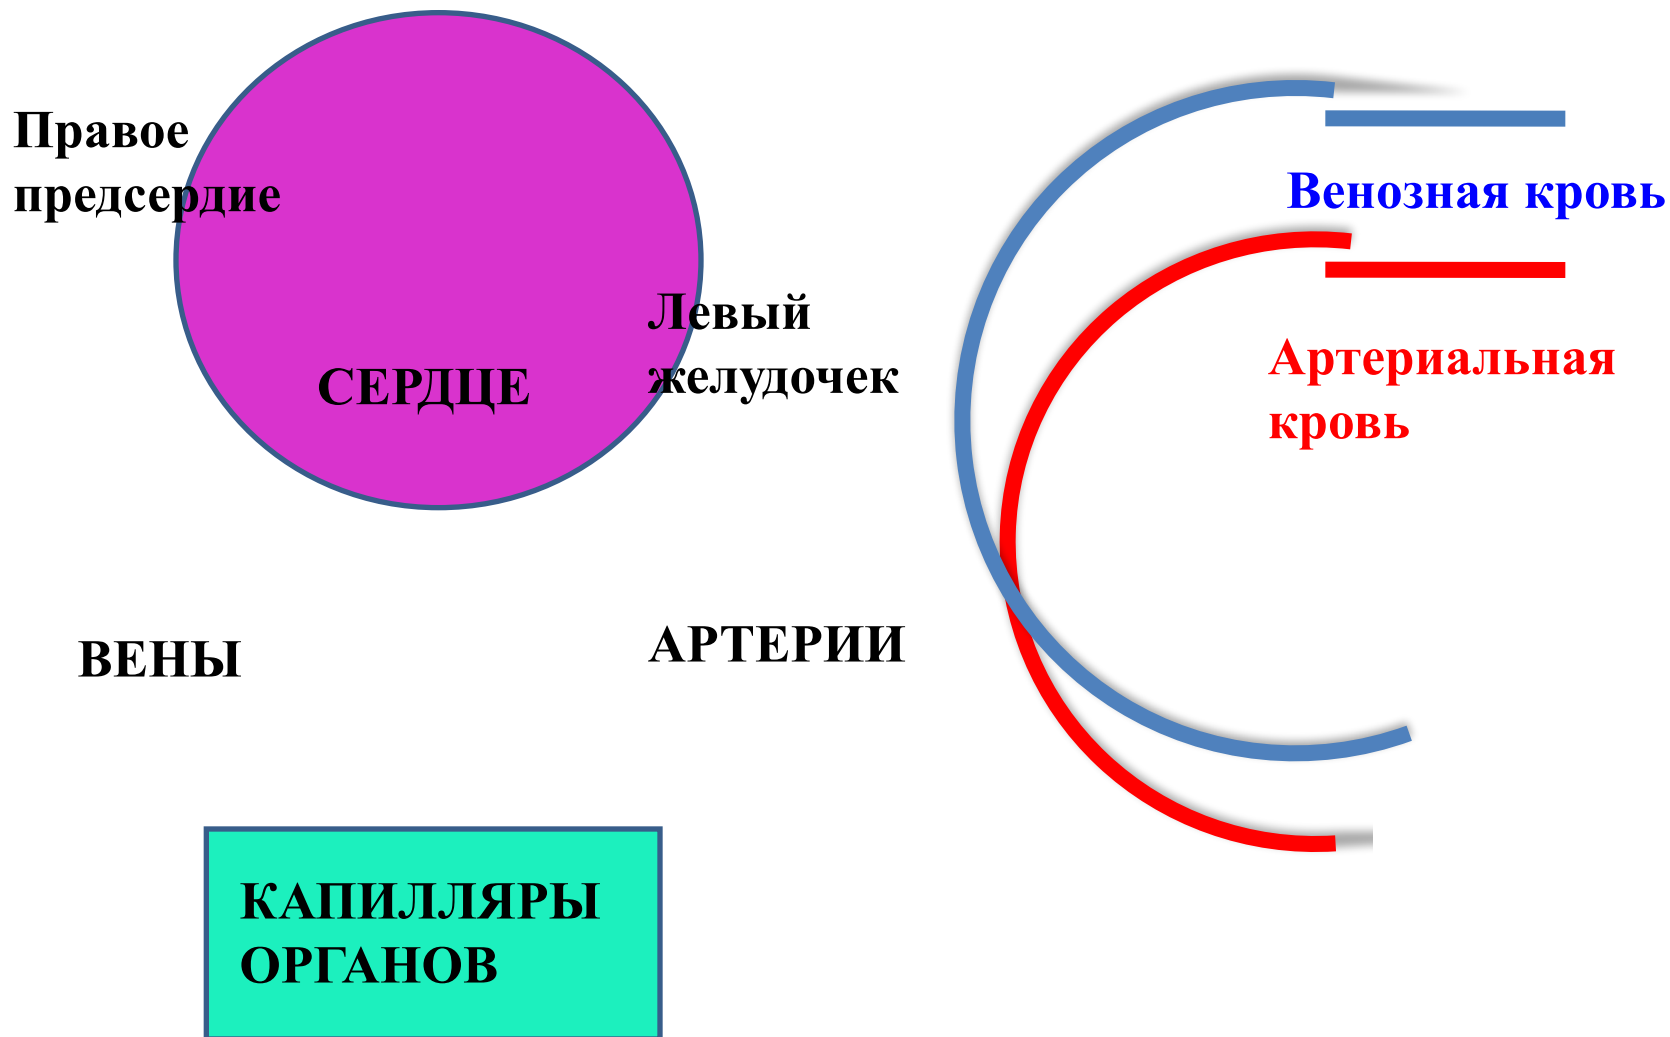 Правое
предсердие
СЕРДЦЕ
Левый
желудочек
Венозная кровь
Артериальная
кровь
ВЕНЫ
АРТЕРИИ
КАПИЛЛЯРЫ
ОРГАНОВ